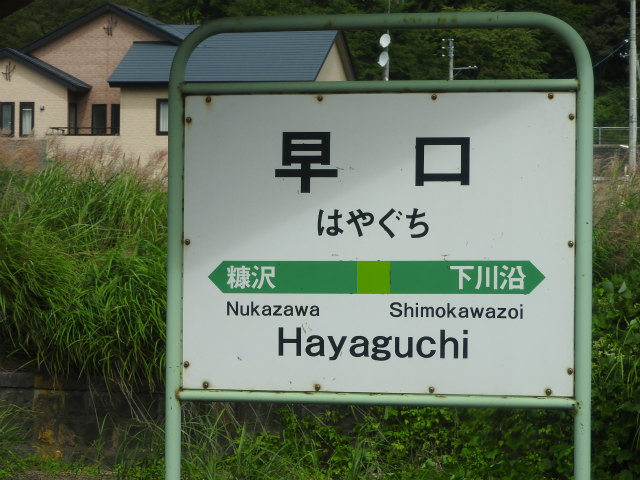 早口
はやぐち
糠沢 下川沿
Nukazawa Shimokawazoi
Hayaguchi